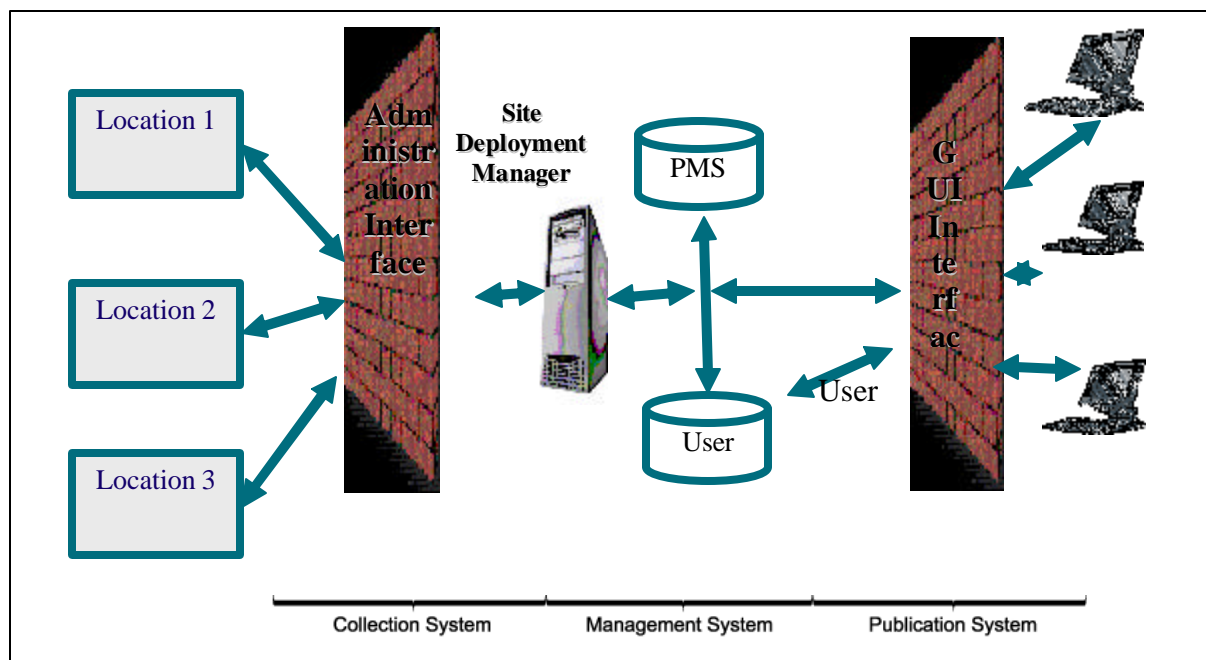 Location 1
Location 2
Location 3
Adm
inistr
ation
Inter
face
Site
Deployment
Manager
PMS
User
User
G
UI
In
te
rf
ac
Collection System
Management System
Publication System